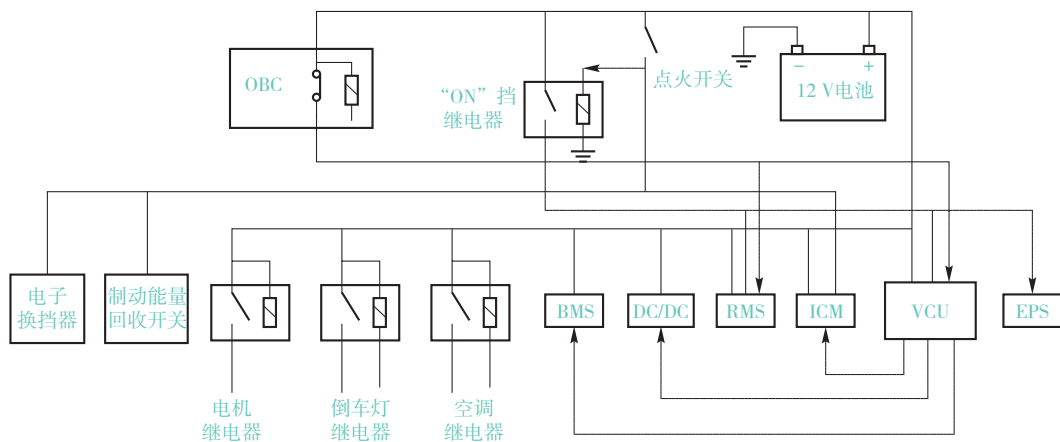 OBC
“ON”挡
继电器
点火开关
− +
12 V电池
电子
换挡器
制动能量
回收开关
BMS
DC/DC
RMS
ICM
VCU
EPS
电机
继电器
倒车灯
继电器
空调
继电器